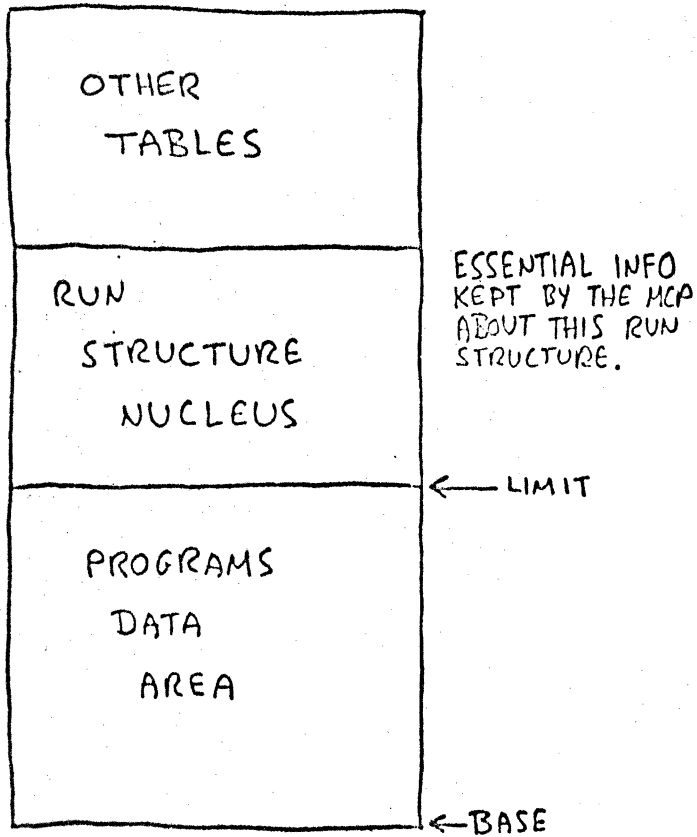 OTHER
TABLES
RUN
STRUCTURE
NUCLEUS
ESSENTIAL INFO
KEPT BY THE MCP
ABOUT THIS RUN
STRUCTURE.
LIMIT
PROGRAMS
DATA
AREA
BASE